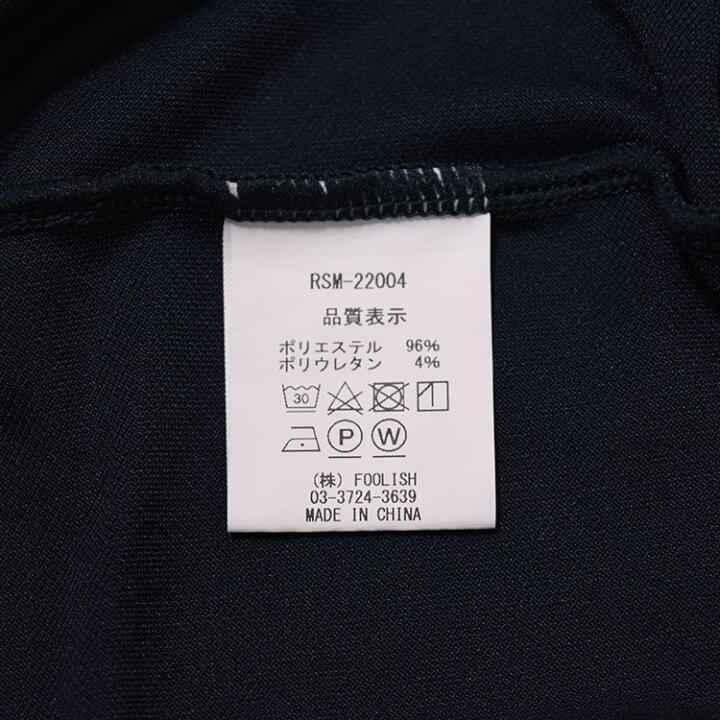 RSM-22004
品質表示
ポリエステル 96%
ポリウレタン 4%
30
P W
(株) FOOLISH
03-3724-3639
MADE IN CHINA